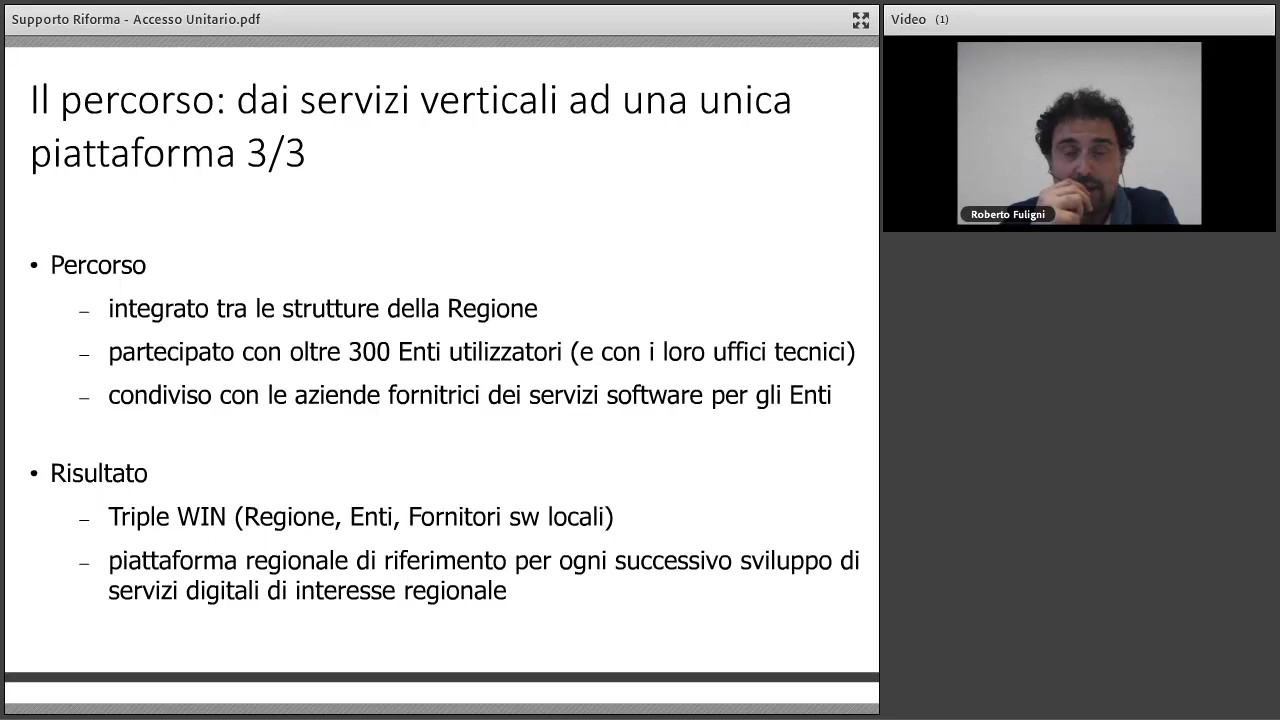 Supporto Riforma - Accesso Unitario.pdf
Video (1)
Il percorso: dai servizi verticali ad una unica
piattaforma 3/3
• Percorso
– integrato tra le strutture della Regione
– partecipato con oltre 300 Enti utilizzatori (e con i loro uffici tecnici)
– condiviso con le aziende fornitrici dei servizi software per gli Enti
• Risultato
– Triple WIN (Regione, Enti, Fornitori sw locali)
– piattaforma regionale di riferimento per ogni successivo sviluppo di
servizi digitali di interesse regionale
Roberto Fuligni